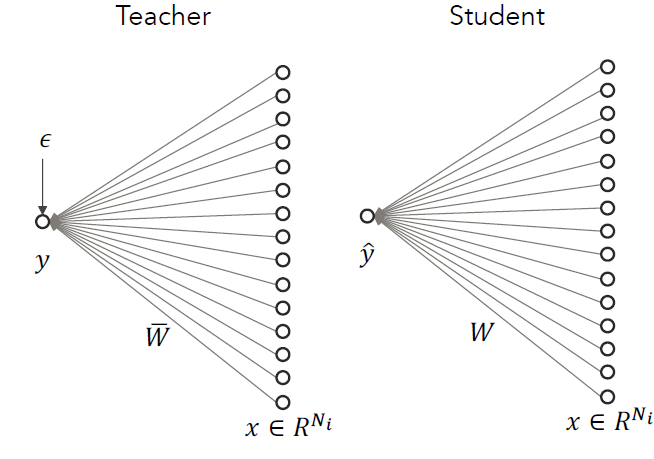 Teacher
Student
ϵ
y
ŷ
W̄
W
x ∈ R^{N_i}
x ∈ R^{N_i}